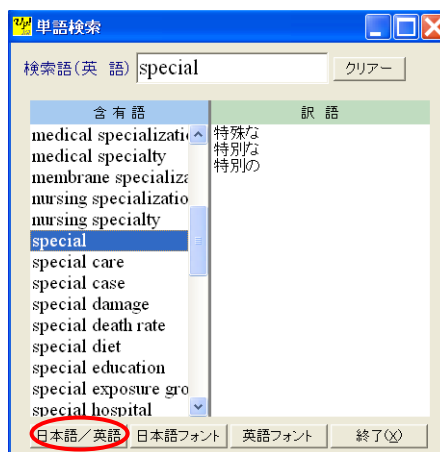 単語検索
検索語(英 語) special クリアー
含 有 語
訳 語
medical specializati
medical specialty
membrane specializa
nursing specializatio
nursing specialty
special
special care
special case
special damage
special death rate
special diet
special education
special exposure gro
special hospital
特殊な
特別な
特別の
日本語／英語 日本語フォント 英語フォント 終了(X)